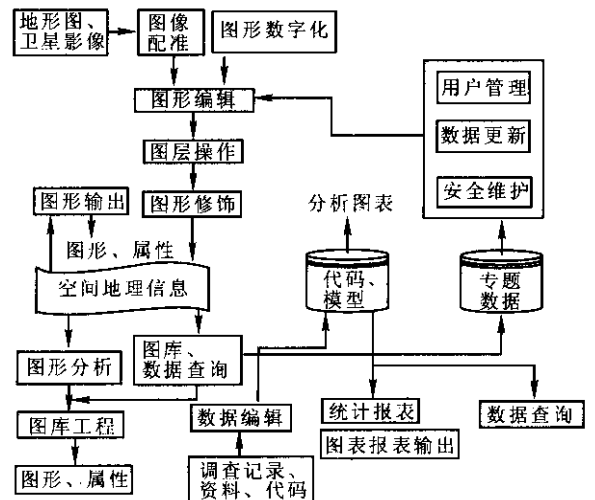 地形图、
卫星影像
图像
配准
图形数字化
图形编辑
图层操作
图形修饰
图形输出
图形、属性
空间地理信息
图形分析
图库、
数据查询
图库工程
图形、属性
用户管理
数据更新
安全维护
分析图表
代码、
模型
专题
数据
数据编辑
统计报表
数据查询
图表报表输出
调查记录、
资料、代码